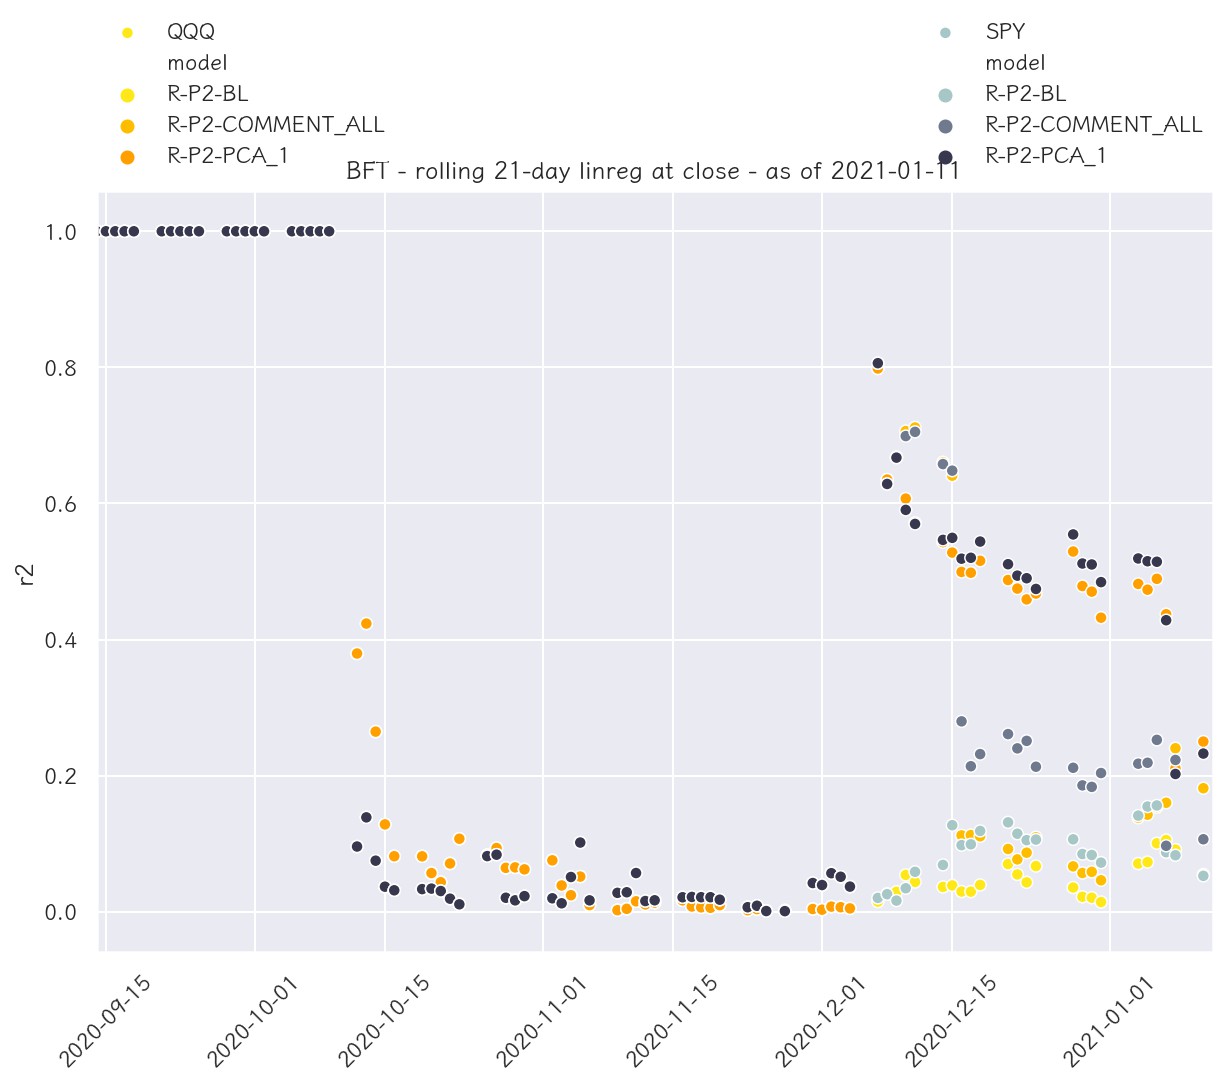 QQQ
model
R-P2-BL
R-P2-COMMENT_ALL
R-P2-PCA_1
SPY
model
R-P2-BL
R-P2-COMMENT_ALL
R-P2-PCA_1
BFT - rolling 21-day linreg at close - as of 2021-01-11
1.0
0.8
0.6
0.4
0.2
0.0
r2
2020-09-15
2020-10-01
2020-10-15
2020-11-01
2020-11-15
2020-12-01
2020-12-15
2021-01-01